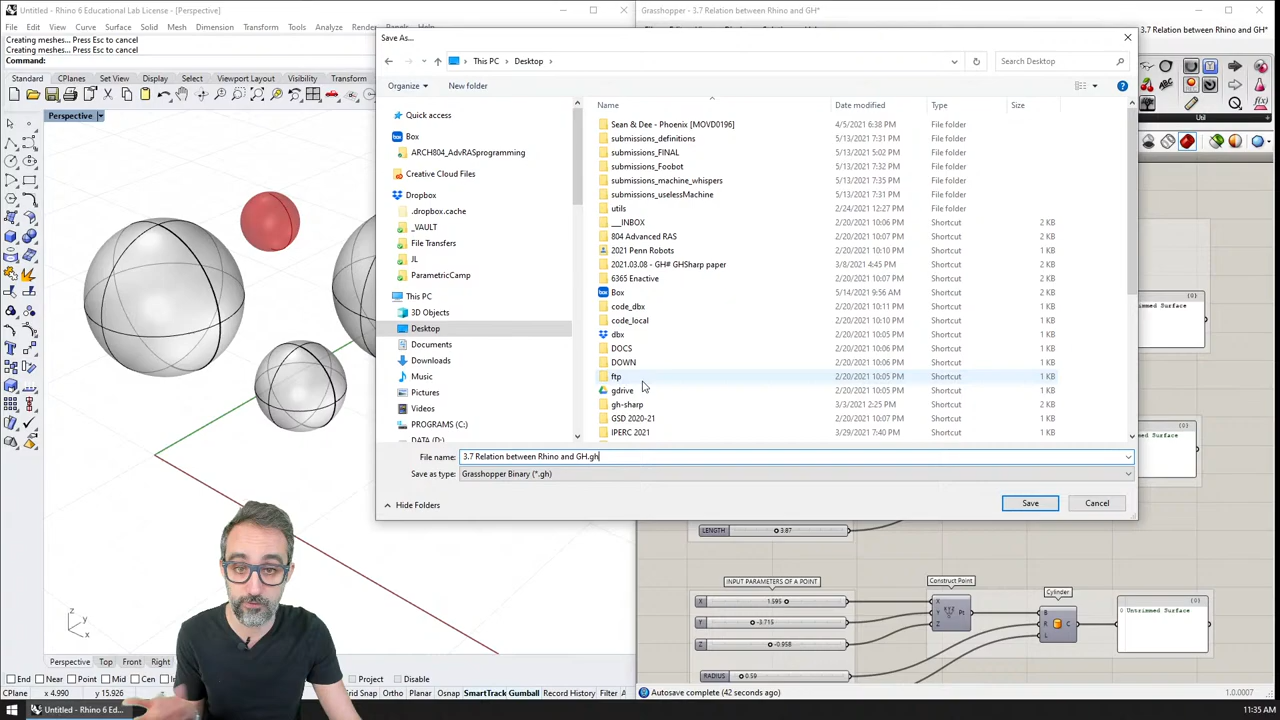 Untitled - Rhino 6 Educational Lab License - [Perspective]
Grasshopper - 3.7 Relation between Rhino and GH*
File Edit View Curve Surface
Mesh Dimension Transform Tools
3.7 Relation between Rhino and GH*
Creating meshes... Press Esc to cancel
Creating meshes... Press Esc to cancel
Command:
Standard CPlanes Set View Display Select Viewport Layout Visibility Transform
Save As...
This PC > Desktop >
Search Desktop
Organize
New folder
Util
Perspective
Quick access
Box
ARCH804_AdvRASprogramming
Creative Cloud Files
Dropbox
.dropbox.cache
_VAULT
File Transfers
JL
ParametricCamp
This PC
3D Objects
Desktop
Documents
Downloads
Music
Pictures
Videos
PROGRAMS (C:)
DATA (D:)
Name Date modified Type Size
Sean & Dee - Phoenix [MOVD0196] 4/5/2021 6:38 PM File folder
submissions_definitions 5/13/2021 7:31 PM File folder
submissions_FINAL 5/13/2021 5:02 PM File folder
submissions_Foobot 5/13/2021 7:32 PM File folder
submissions_machine_whispers 5/13/2021 7:35 PM File folder
submissions_uselessMachine 5/13/2021 7:31 PM File folder
utils 2/24/2021 12:27 PM File folder
___INBOX 2/20/2021 10:06 PM Shortcut 2 KB
804 Advanced RAS 2/20/2021 10:06 PM Shortcut 2 KB
2021 Penn Robots 2/20/2021 10:10 PM Shortcut 1 KB
2021.03.08 - GH# GHSharp paper 3/8/2021 4:45 PM Shortcut 2 KB
6365 Enactive 2/20/2021 10:07 PM Shortcut 2 KB
Box 5/14/2021 9:56 AM Shortcut 1 KB
code_dbx 2/20/2021 10:11 PM Shortcut 1 KB
code_local 2/20/2021 10:10 PM Shortcut 1 KB
dbx 2/20/2021 10:05 PM Shortcut 1 KB
DOCS 2/20/2021 10:06 PM Shortcut 1 KB
DOWN 2/20/2021 10:06 PM Shortcut 1 KB
ftp 2/20/2021 10:05 PM Shortcut 1 KB
gdrive 2/20/2021 10:05 PM Shortcut 1 KB
gh-sharp 3/3/2021 2:25 PM Shortcut 1 KB
GSD 2020-21 2/20/2021 10:07 PM Shortcut 1 KB
IPERC 2021 3/29/2021 7:40 PM Shortcut 1 KB
File name: 3.7 Relation between Rhino and GH.gh
Save as type: Grasshopper Binary (*.gh)
Hide Folders
Save Cancel
{0}
rimmed Surface
{0}
immed Surface
LENGTH 3.87
INPUT PARAMETERS OF A POINT
Construct Point
Cylinder
X 1.595
Y -3.715
Z -0.958
X Y Z Pt
B R L C
{0}
0 Untrimmed Surface
RADIUS 0.59
z x y
Perspective Top Front Right
End Near Point Mid Cen
Project Disable
CPlane x 4.990 y 15.926
Grid Snap Ortho Planar Osnap SmartTrack Gumball Record History Filter
Autosave complete (42 seconds ago)
1.0.0007
Untitled - Rhino 6 Ed...
11:35 AM